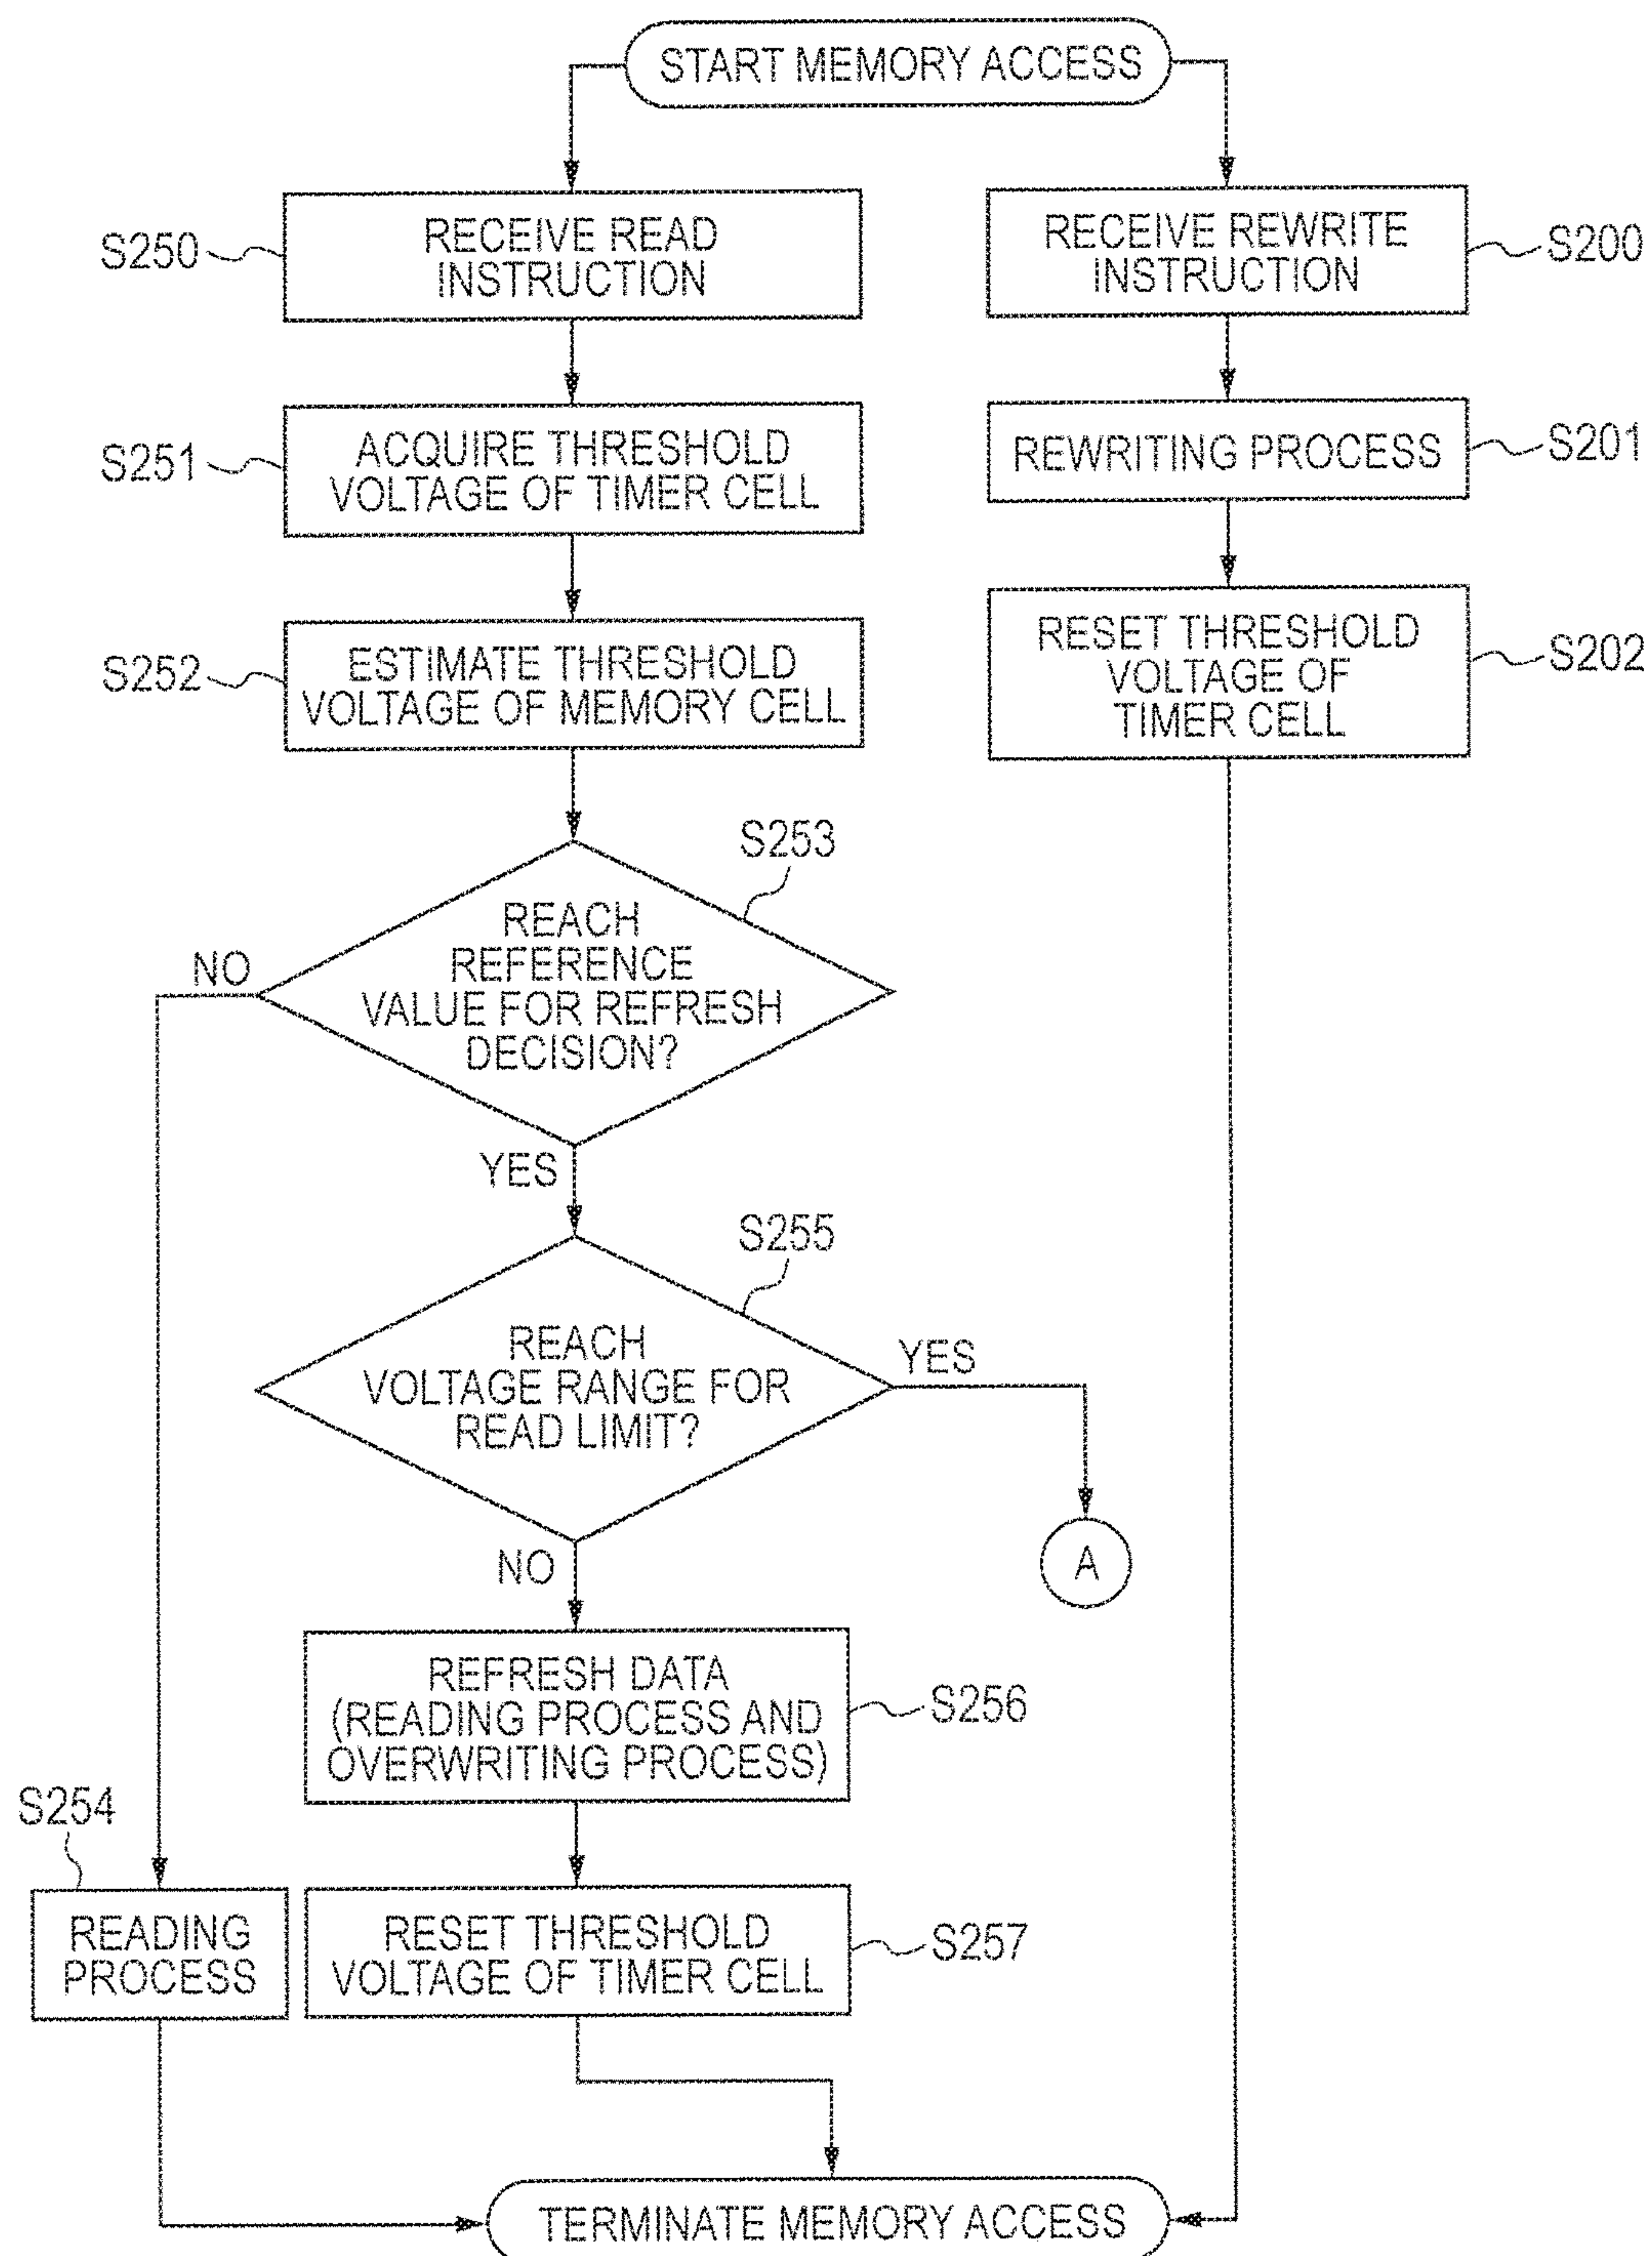 START MEMORY ACCESS
S250
RECEIVE READ
INSTRUCTION
RECEIVE REWRITE
INSTRUCTION
S200
S251
ACQUIRE THRESHOLD
VOLTAGE OF TIMER CELL
REWRITING PROCESS
S201
S252
ESTIMATE THRESHOLD
VOLTAGE OF MEMORY CELL
RESET THRESHOLD
VOLTAGE OF
TIMER CELL
S202
S253
REACH
REFERENCE
VALUE FOR REFRESH
DECISION?
NO
YES
S255
REACH
VOLTAGE RANGE FOR
READ LIMIT?
YES
A
NO
REFRESH DATA
(READING PROCESS AND
OVERWRITING PROCESS)
S256
S254
READING
PROCESS
RESET THRESHOLD
VOLTAGE OF TIMER CELL
S257
TERMINATE MEMORY ACCESS